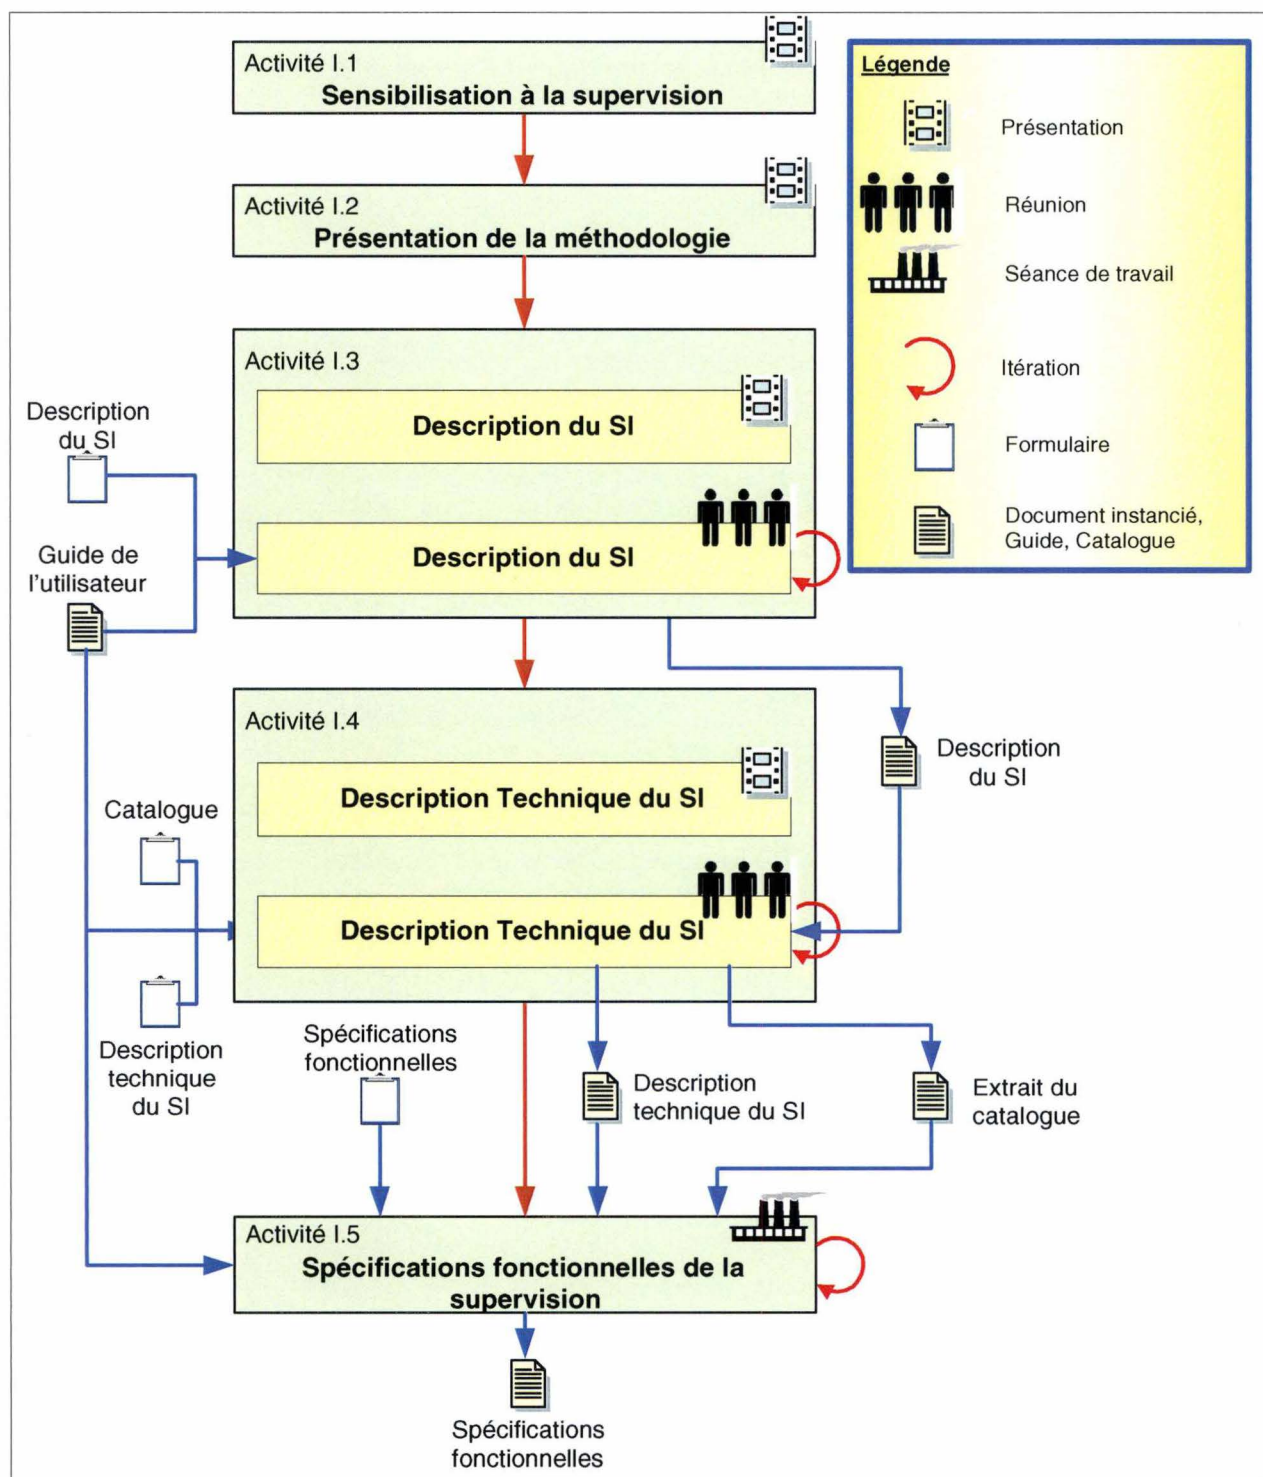 Activité I.1
Sensibilisation à la supervision
Légende
Présentation
Réunion
Séance de travail
Itération
Formulaire
Document instancié,
Guide, Catalogue
Activité I.2
Présentation de la méthodologie
Activité I.3
Description du SI
Description
du SI
Description du SI
Guide de
l'utilisateur
Activité I.4
Description Technique du SI
Description
du SI
Catalogue
Description Technique du SI
Description
technique
du SI
Spécifications
fonctionnelles
Description
technique du SI
Extrait du
catalogue
Activité I.5
Spécifications fonctionnelles de la
supervision
Spécifications
fonctionnelles